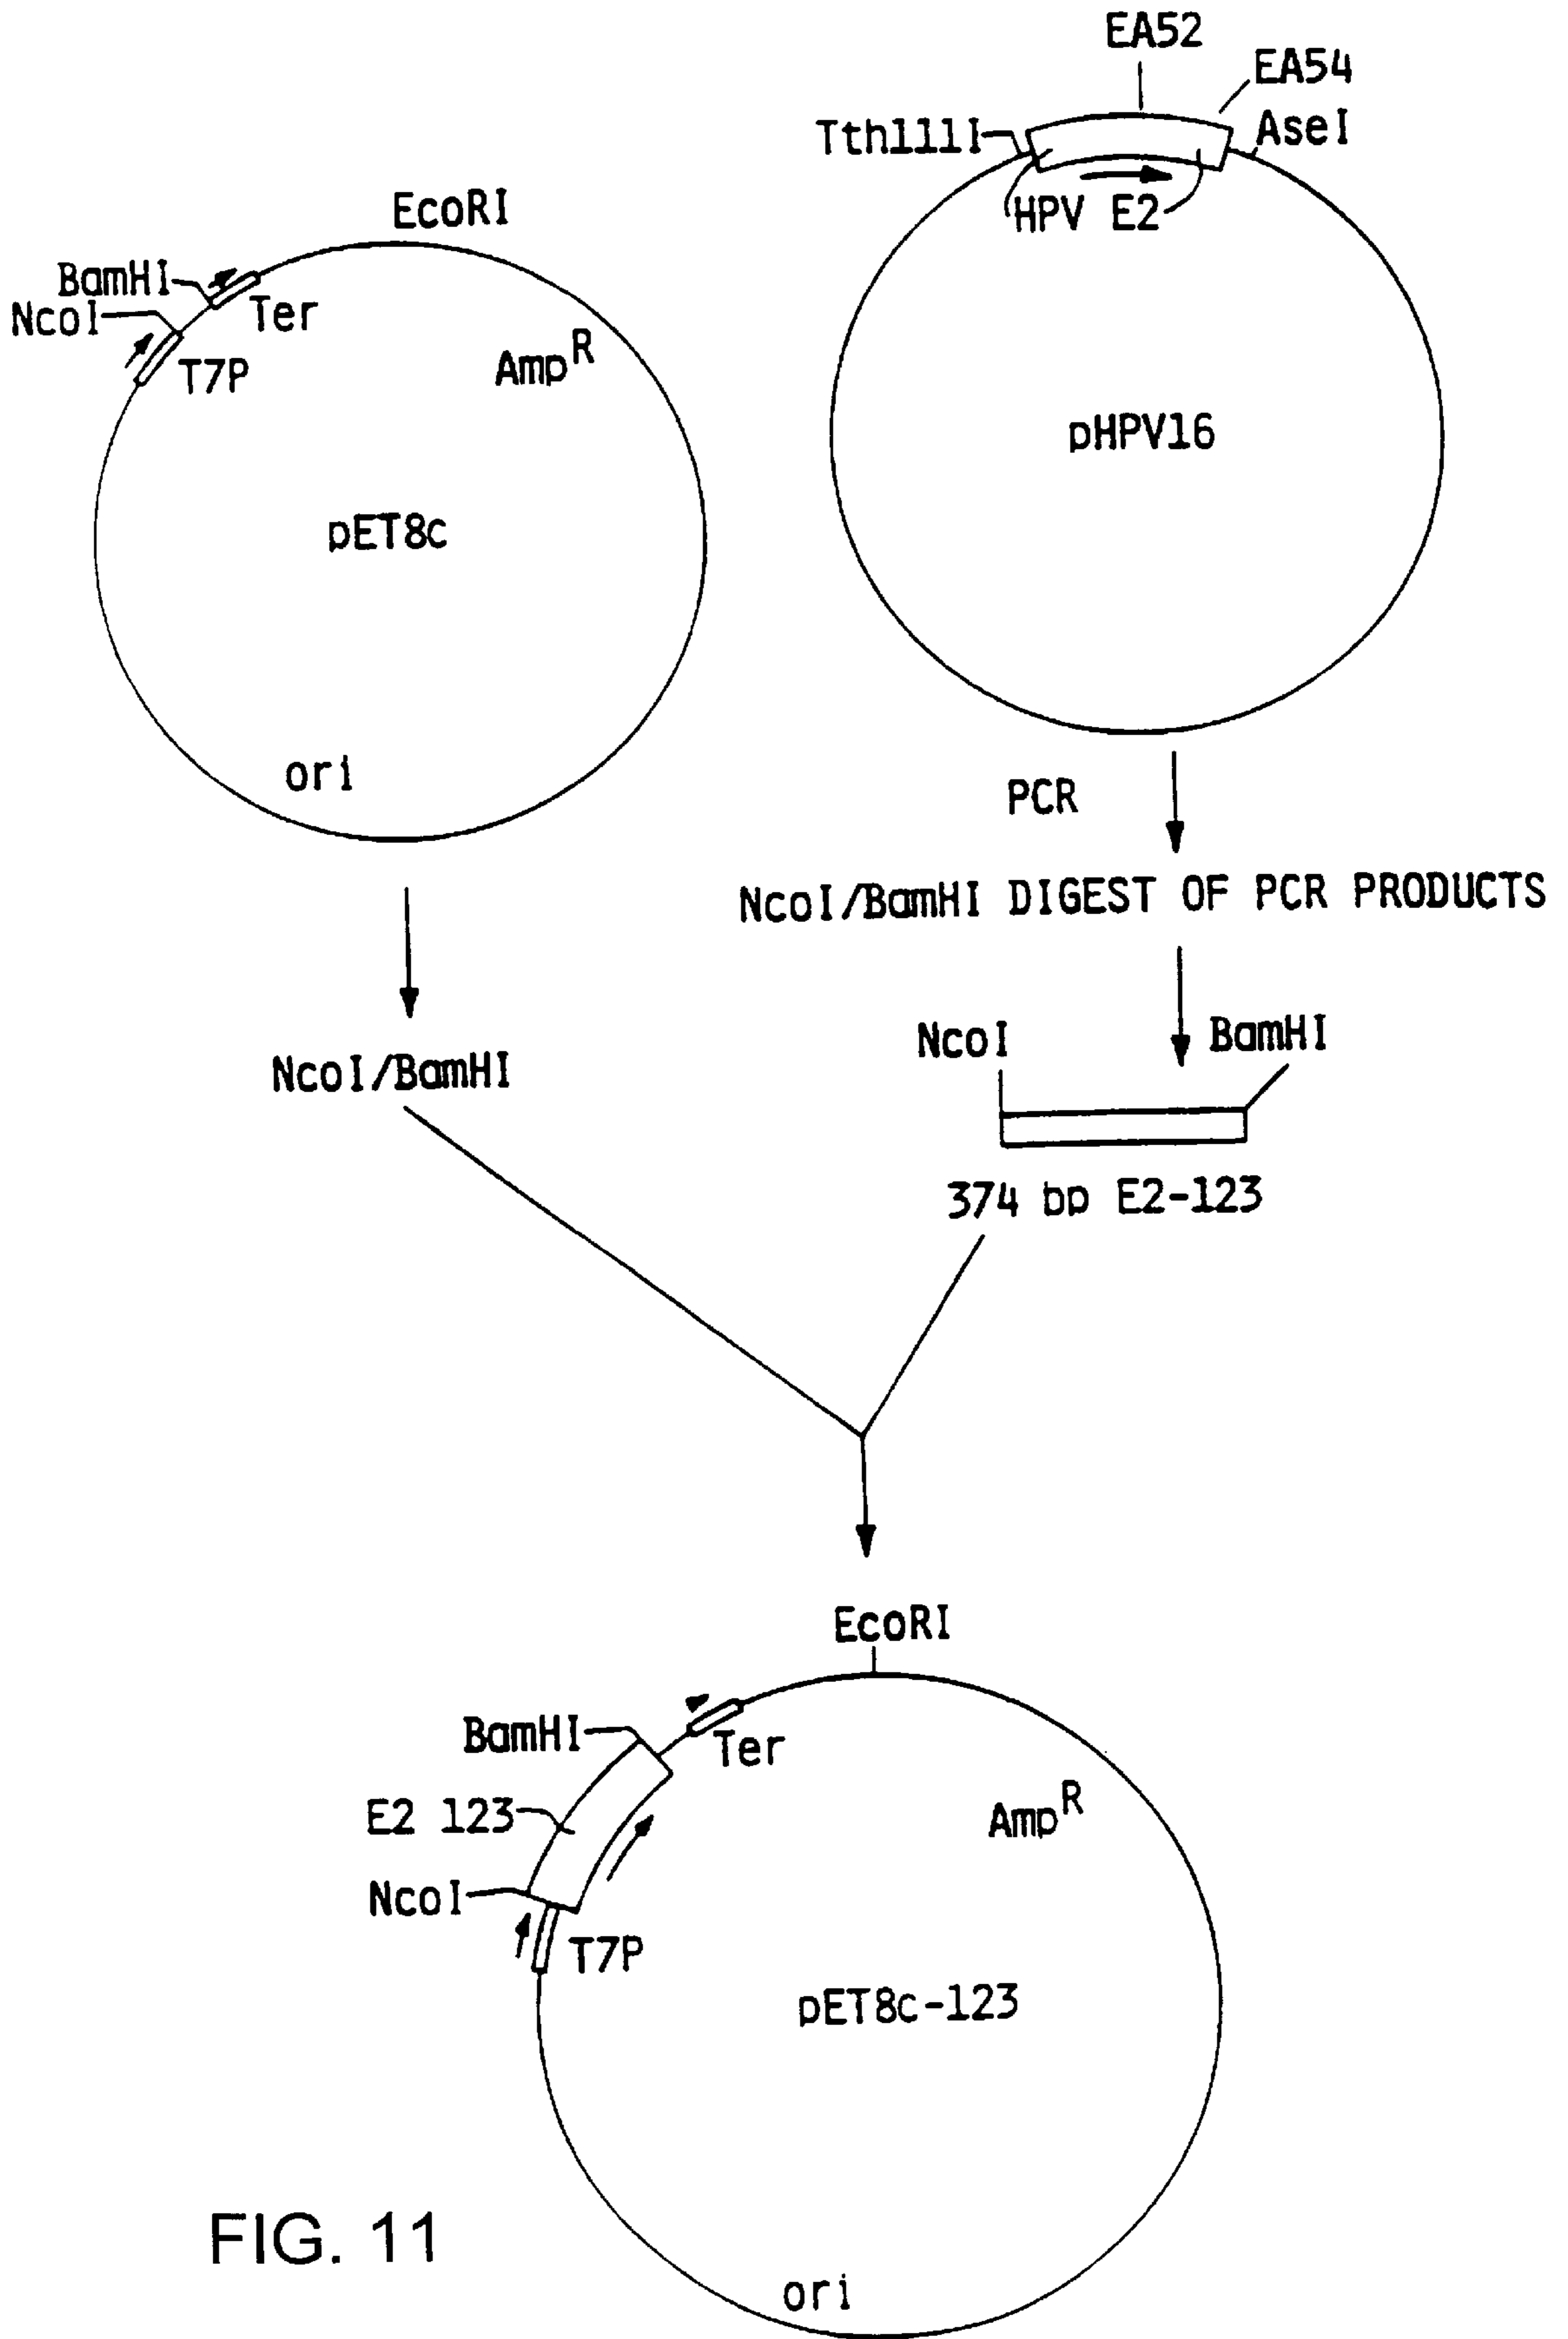 EA52
EA54
Tth111I
AseI
HPV E2
EcoRI
BamHI
NcoI
Ter
T7P
Amp^R
pHPV16
pET8c
ori
PCR
NcoI/BamHI DIGEST OF PCR PRODUCTS
NcoI
BamHI
NcoI/BamHI
374 bp E2-123
EcoRI
BamHI
Ter
E2 123
Amp^R
NcoI
T7P
pET8c-123
FIG. 11
ori